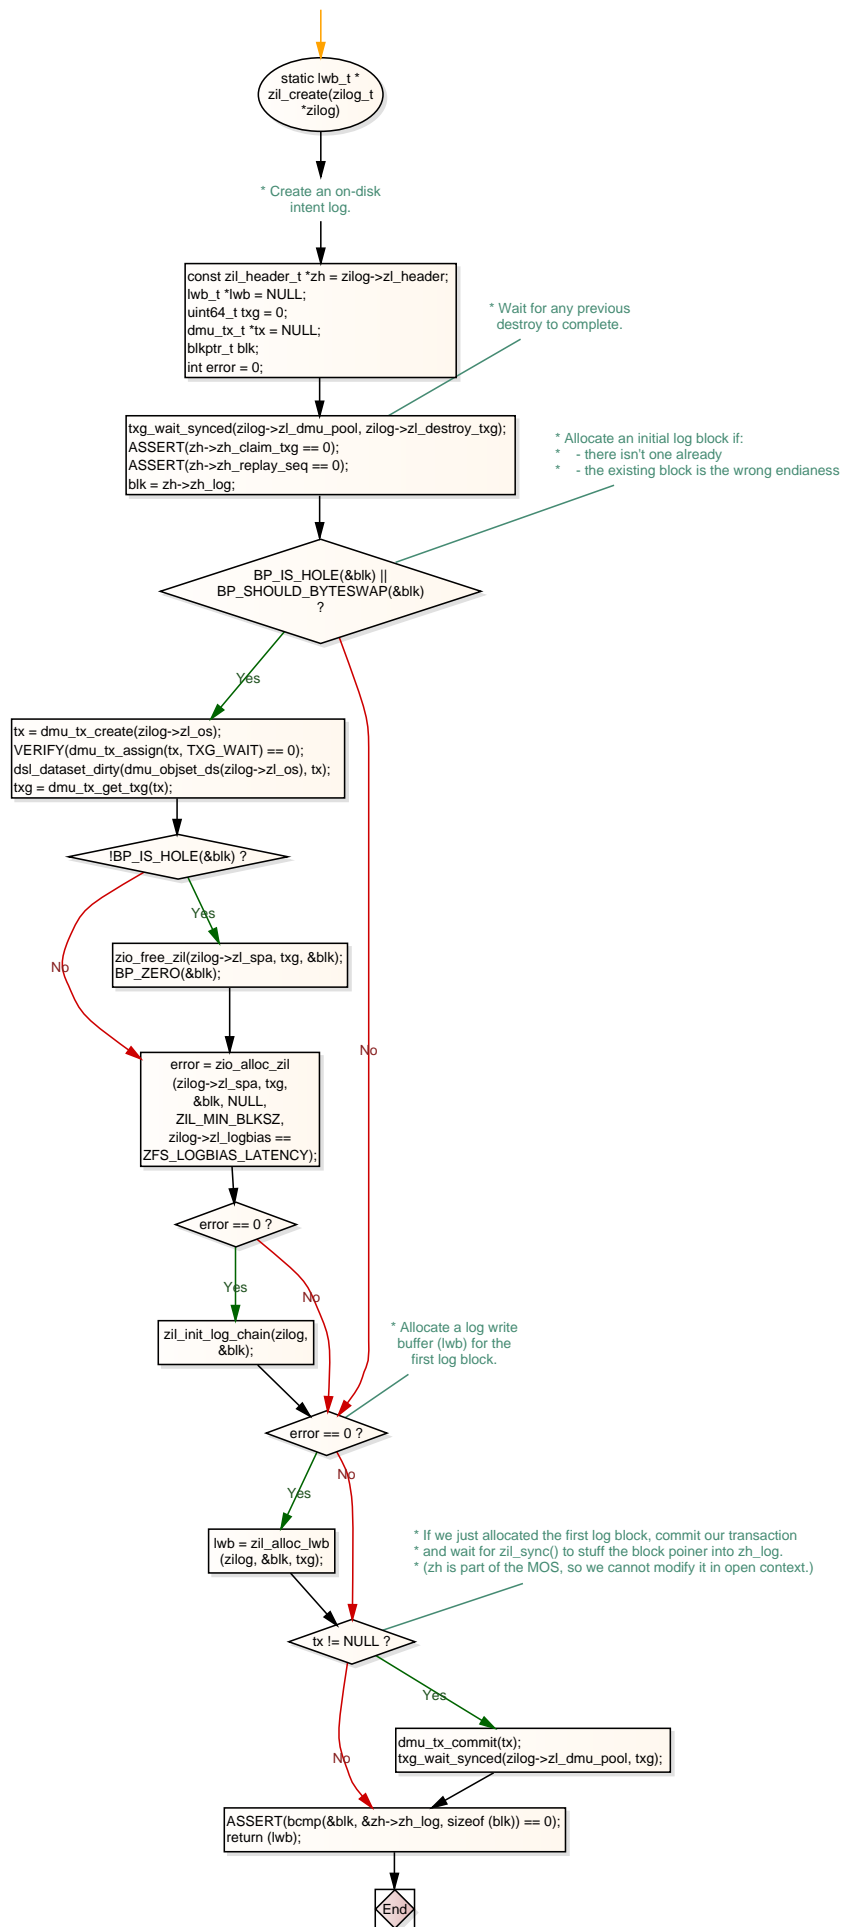 static lwb_t *
zil_create(zilog_t
*zilog)
* Create an on-disk
intent log.
const zil_header_t *zh = zilog->zl_header;
lwb_t *lwb = NULL;
uint64_t txg = 0;
dmu_tx_t *tx = NULL;
blkptr_t blk;
int error = 0;
* Wait for any previous
destroy to complete.
txg_wait_synced(zilog->zl_dmu_pool, zilog->zl_destroy_txg);
ASSERT(zh->zh_claim_txg == 0);
ASSERT(zh->zh_replay_seq == 0);
blk = zh->zh_log;
* Allocate an initial log block if:
*    - there isn't one already
*    - the existing block is the wrong endianess
BP_IS_HOLE(&blk) ||
BP_SHOULD_BYTESWAP(&blk)
?
Yes
tx = dmu_tx_create(zilog->zl_os);
VERIFY(dmu_tx_assign(tx, TXG_WAIT) == 0);
dsl_dataset_dirty(dmu_objset_ds(zilog->zl_os), tx);
txg = dmu_tx_get_txg(tx);
!BP_IS_HOLE(&blk) ?
Yes
zio_free_zil(zilog->zl_spa, txg, &blk);
BP_ZERO(&blk);
No
No
error = zio_alloc_zil
(zilog->zl_spa, txg,
&blk, NULL,
ZIL_MIN_BLKSZ,
zilog->zl_logbias ==
ZFS_LOGBIAS_LATENCY);
error == 0 ?
Yes
No
zil_init_log_chain(zilog,
&blk);
* Allocate a log write
buffer (lwb) for the
first log block.
error == 0 ?
No
Yes
lwb = zil_alloc_lwb
(zilog, &blk, txg);
* If we just allocated the first log block, commit our transaction
* and wait for zil_sync() to stuff the block poiner into zh_log.
* (zh is part of the MOS, so we cannot modify it in open context.)
tx != NULL ?
Yes
dmu_tx_commit(tx);
txg_wait_synced(zilog->zl_dmu_pool, txg);
No
ASSERT(bcmp(&blk, &zh->zh_log, sizeof (blk)) == 0);
return (lwb);
End